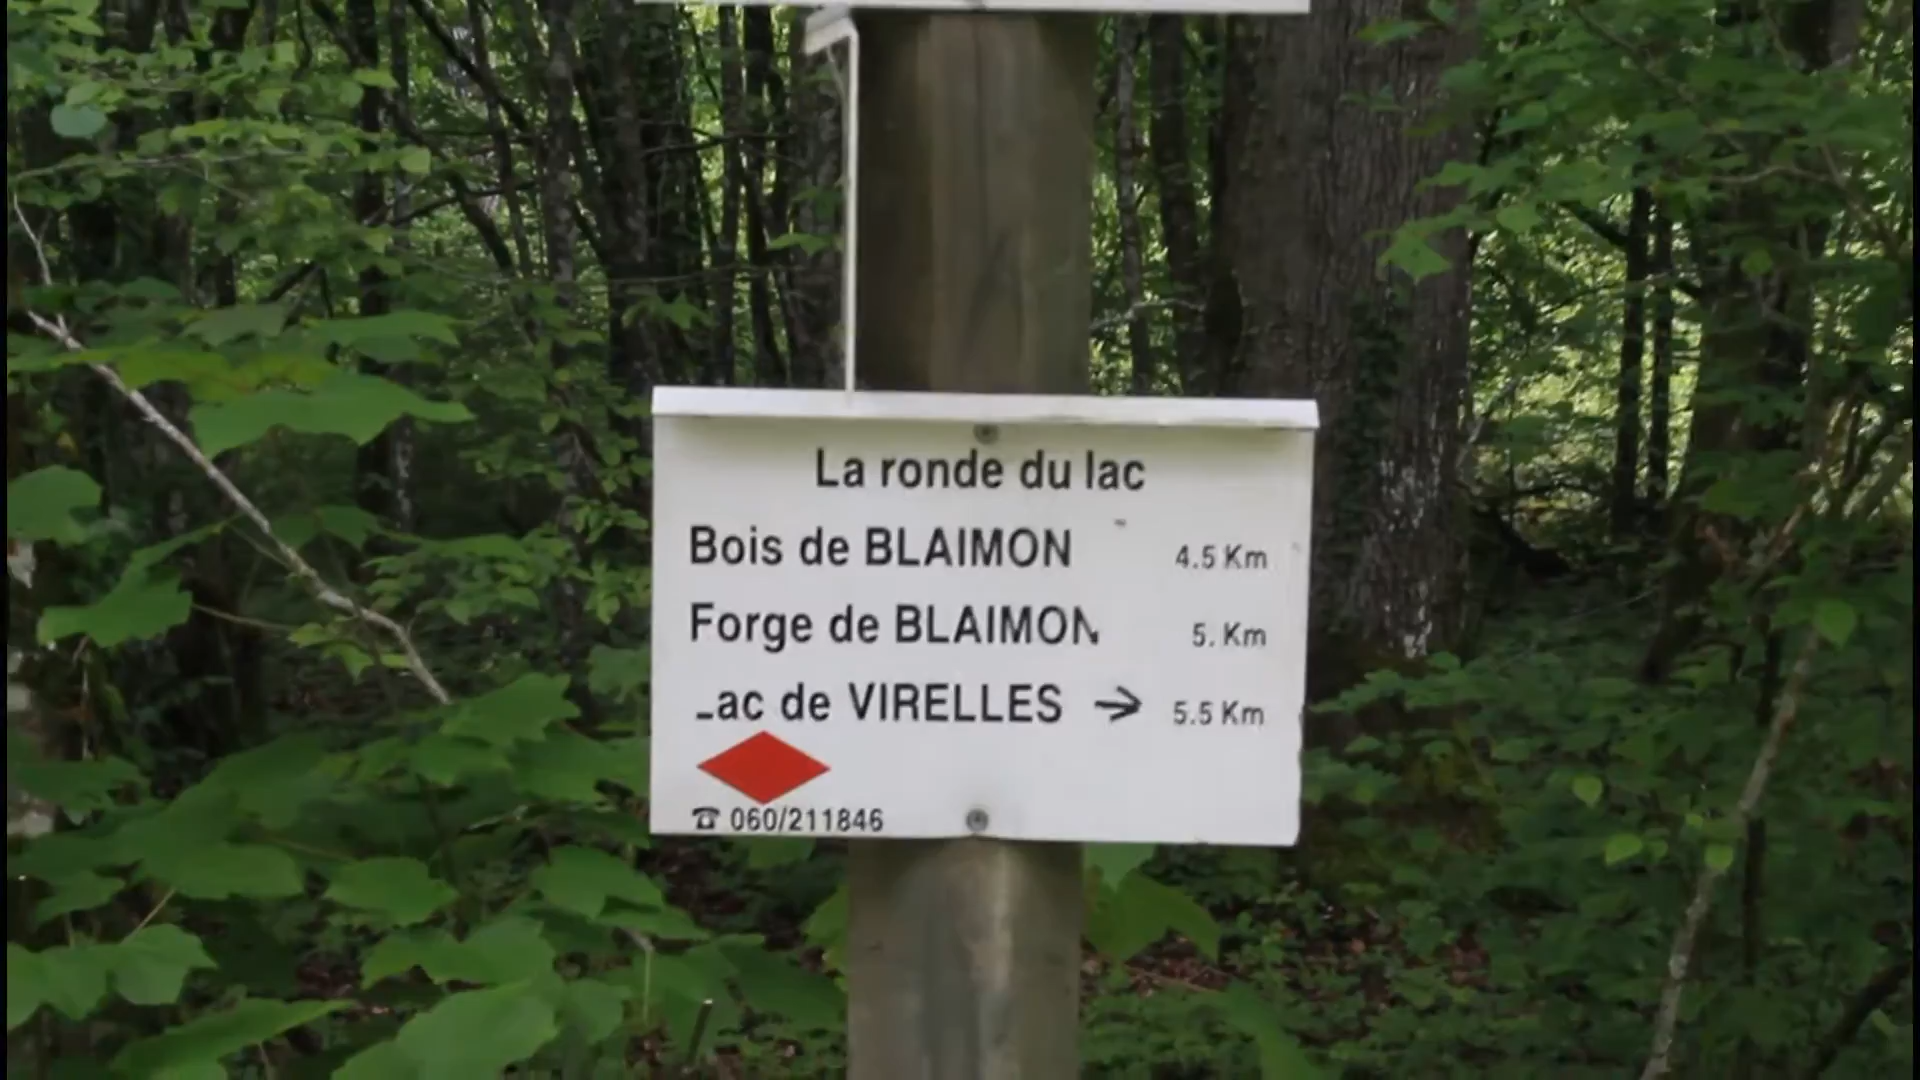 La ronde du lac
Bois de BLAIMON 4.5 Km
Forge de BLAIMON 5. Km
Lac de VIRELLES → 5.5 Km
☎ 060/211846